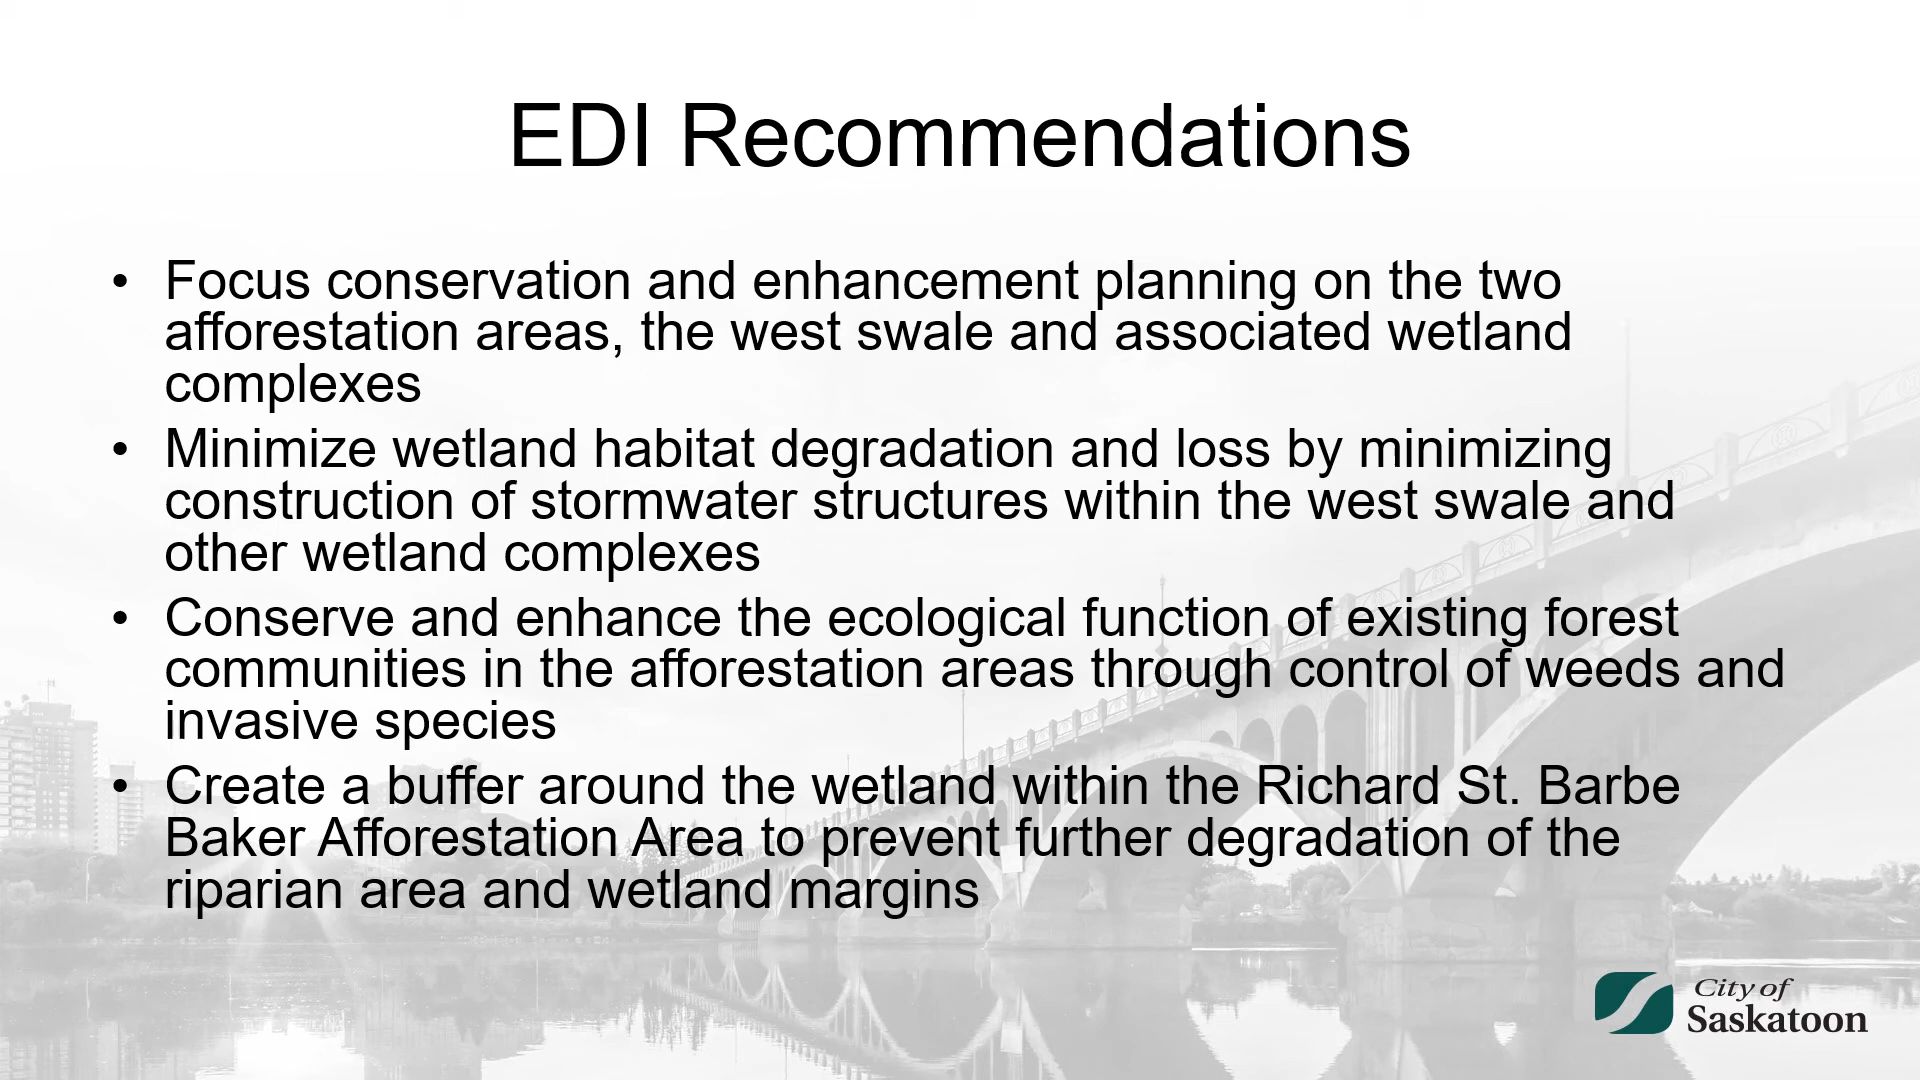 EDI Recommendations
• Focus conservation and enhancement planning on the two
afforestation areas, the west swale and associated wetland
complexes
• Minimize wetland habitat degradation and loss by minimizing
construction of stormwater structures within the west swale and
other wetland complexes
• Conserve and enhance the ecological function of existing forest
communities in the afforestation areas through control of weeds and
invasive species
• Create a buffer around the wetland within the Richard St. Barbe
Baker Afforestation Area to prevent further degradation of the
riparian area and wetland margins
City of
Saskatoon